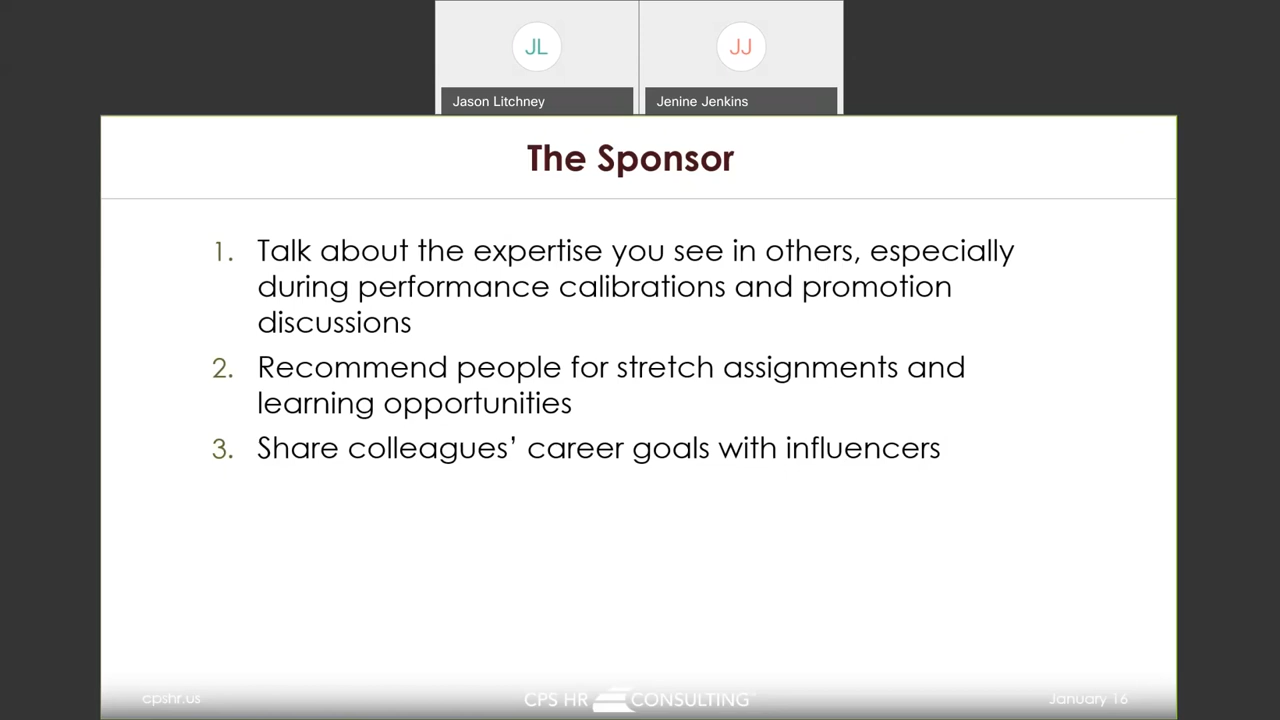 JL
JJ
Jason Litchney
Jenine Jenkins
The Sponsor
1. Talk about the expertise you see in others, especially
during performance calibrations and promotion
discussions
2. Recommend people for stretch assignments and
learning opportunities
3. Share colleagues’ career goals with influencers
cpshr.us
CPS HR CONSULTING™
January 16